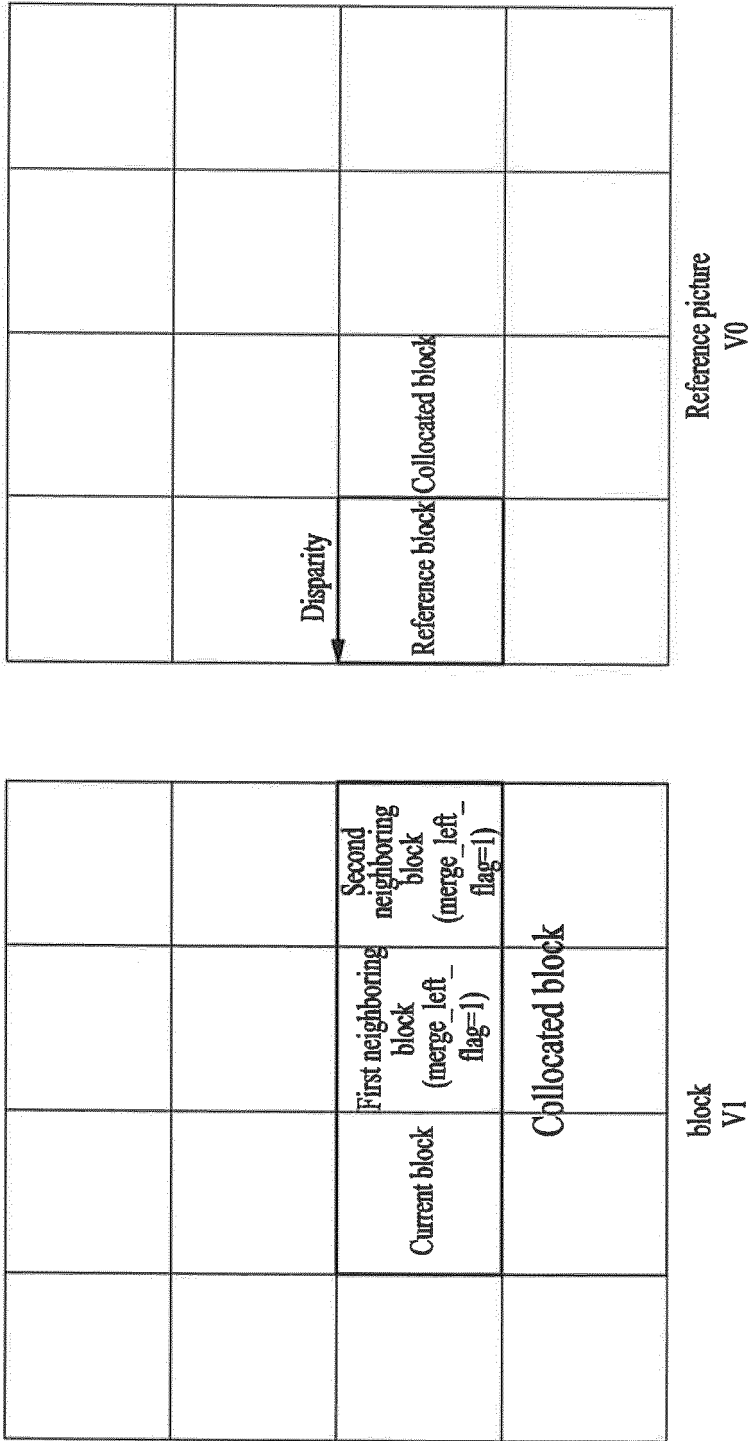 Current block
First neighboring
block
(merge_left_
flag=1)
Second
neighboring
block
(merge_left_
flag=1)
Collocated block
block
V1
Disparity
Reference block
Collocated block
Reference picture
V0